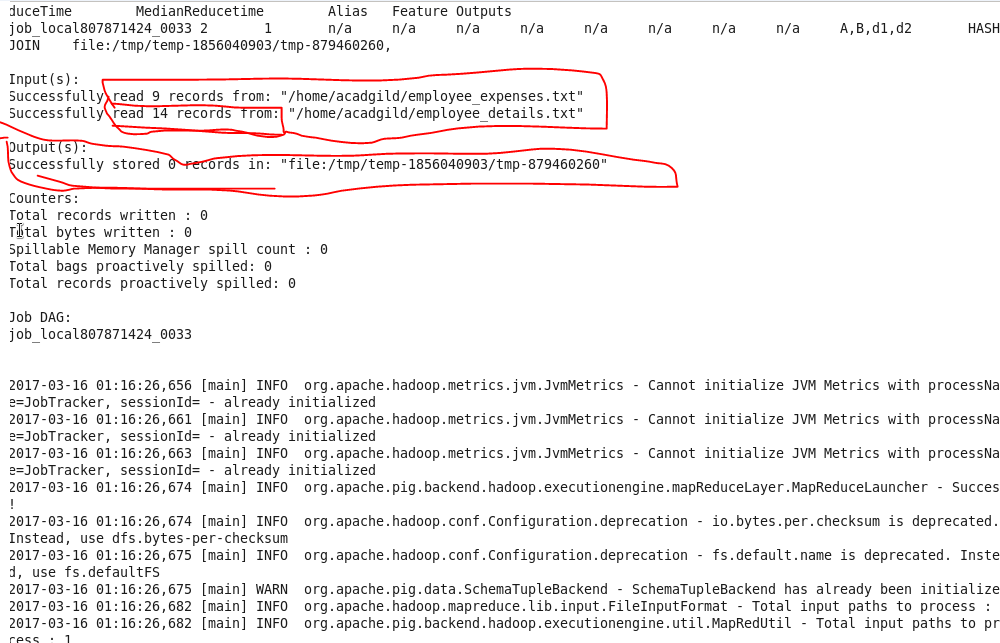 duceTime MedianReducetime Alias Feature Outputs
job_local807871424_0033 2 1 n/a n/a n/a n/a n/a n/a n/a n/a A,B,d1,d2 HASH
JOIN file:/tmp/temp-1856040903/tmp-879460260,
Input(s):
Successfully read 9 records from: "/home/acadgild/employee_expenses.txt"
Successfully read 14 records from: "/home/acadgild/employee_details.txt"
Output(s):
Successfully stored 0 records in: "file:/tmp/temp-1856040903/tmp-879460260"
Counters:
Total records written : 0
Total bytes written : 0
Spillable Memory Manager spill count : 0
Total bags proactively spilled: 0
Total records proactively spilled: 0
Job DAG:
job_local807871424_0033
2017-03-16 01:16:26,656 [main] INFO org.apache.hadoop.metrics.jvm.JvmMetrics - Cannot initialize JVM Metrics with processNa
e=JobTracker, sessionId= - already initialized
2017-03-16 01:16:26,661 [main] INFO org.apache.hadoop.metrics.jvm.JvmMetrics - Cannot initialize JVM Metrics with processNa
e=JobTracker, sessionId= - already initialized
2017-03-16 01:16:26,663 [main] INFO org.apache.hadoop.metrics.jvm.JvmMetrics - Cannot initialize JVM Metrics with processNa
e=JobTracker, sessionId= - already initialized
2017-03-16 01:16:26,674 [main] INFO org.apache.pig.backend.hadoop.executionengine.mapReduceLayer.MapReduceLauncher - Succes
!
2017-03-16 01:16:26,674 [main] INFO org.apache.hadoop.conf.Configuration.deprecation - io.bytes.per.checksum is deprecated.
Instead, use dfs.bytes-per-checksum
2017-03-16 01:16:26,675 [main] INFO org.apache.hadoop.conf.Configuration.deprecation - fs.default.name is deprecated. Inste
d, use fs.defaultFS
2017-03-16 01:16:26,675 [main] WARN org.apache.pig.data.SchemaTupleBackend - SchemaTupleBackend has already been initialize
2017-03-16 01:16:26,682 [main] INFO org.apache.hadoop.mapreduce.lib.input.FileInputFormat - Total input paths to process :
2017-03-16 01:16:26,682 [main] INFO org.apache.pig.backend.hadoop.executionengine.util.MapRedUtil - Total input paths to pr
cess : 1